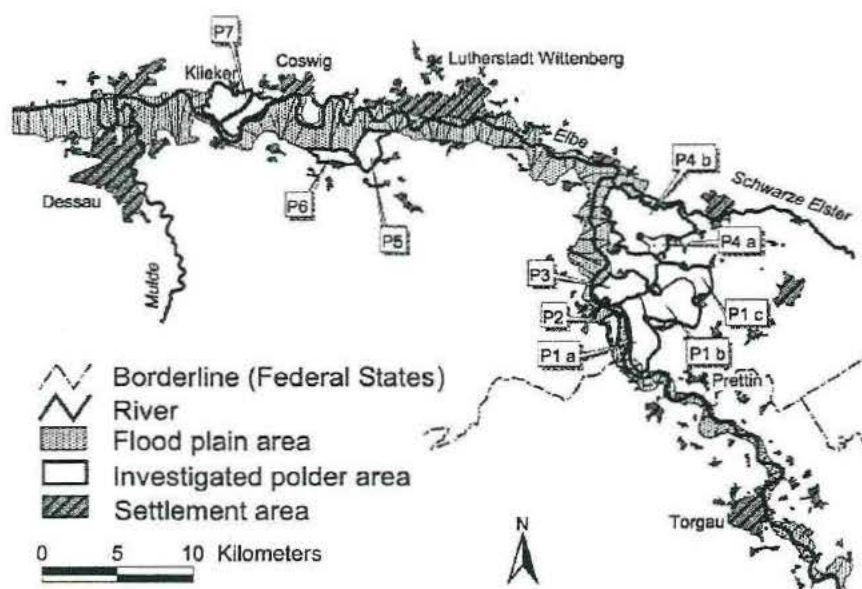 P7
Klieken
Coswig
Lutherstadt Wittenberg
Elbe
P4 b
Schwarze Elster
Dessau
P6
P5
P4 a
Mulde
P3
P2
P1 c
P1 a
P1 b
Prettin
Borderline (Federal States)
River
Flood plain area
Investigated polder area
Settlement area
Torgau
N
0 5 10 Kilometers